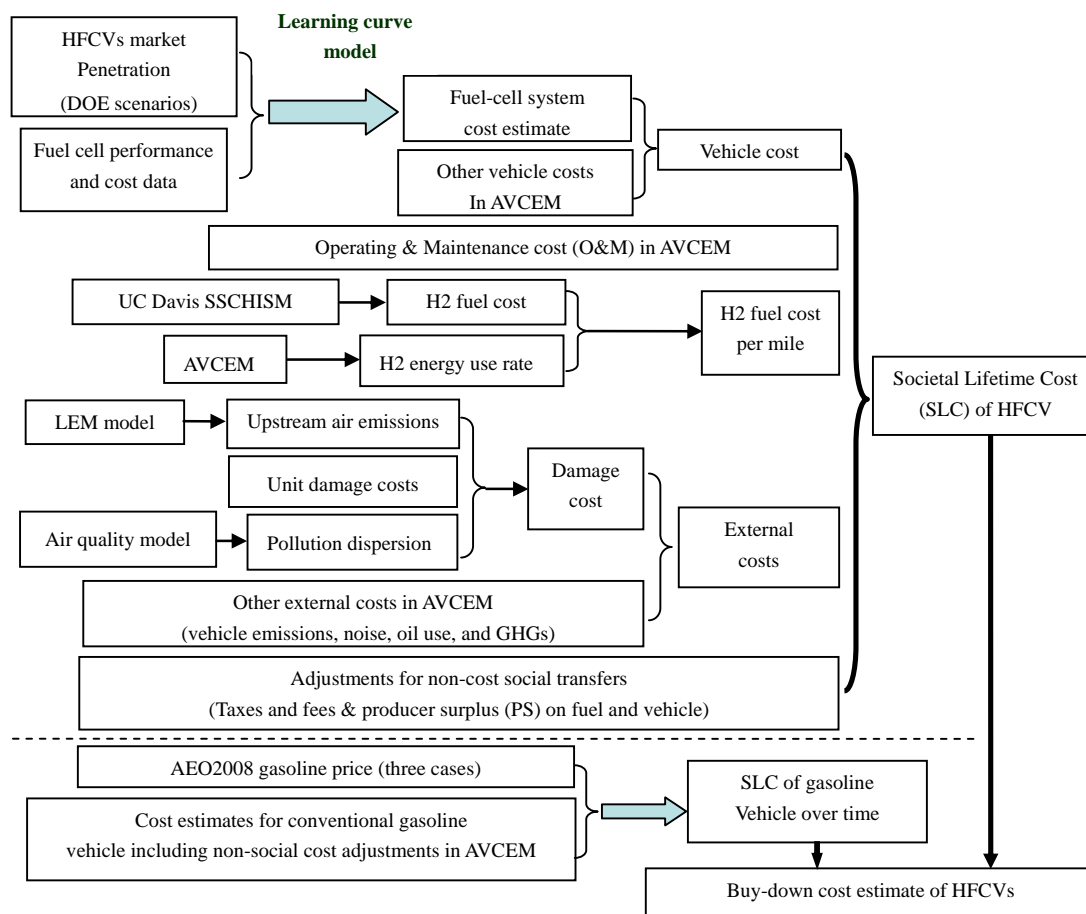 HFCVs market
Penetration
(DOE scenarios)
Learning curve
model
Fuel cell performance
and cost data
Fuel-cell system
cost estimate
Other vehicle costs
In AVCEM
Vehicle cost
Operating & Maintenance cost (O&M) in AVCEM
UC Davis SSCHISM
H2 fuel cost
AVCEM
H2 energy use rate
H2 fuel cost
per mile
Societal Lifetime Cost
(SLC) of HFCV
LEM model
Upstream air emissions
Unit damage costs
Air quality model
Pollution dispersion
Damage
cost
External
costs
Other external costs in AVCEM
(vehicle emissions, noise, oil use, and GHGs)
Adjustments for non-cost social transfers
(Taxes and fees & producer surplus (PS) on fuel and vehicle)
AEO2008 gasoline price (three cases)
Cost estimates for conventional gasoline
vehicle including non-social cost adjustments in AVCEM
SLC of gasoline
Vehicle over time
Buy-down cost estimate of HFCVs